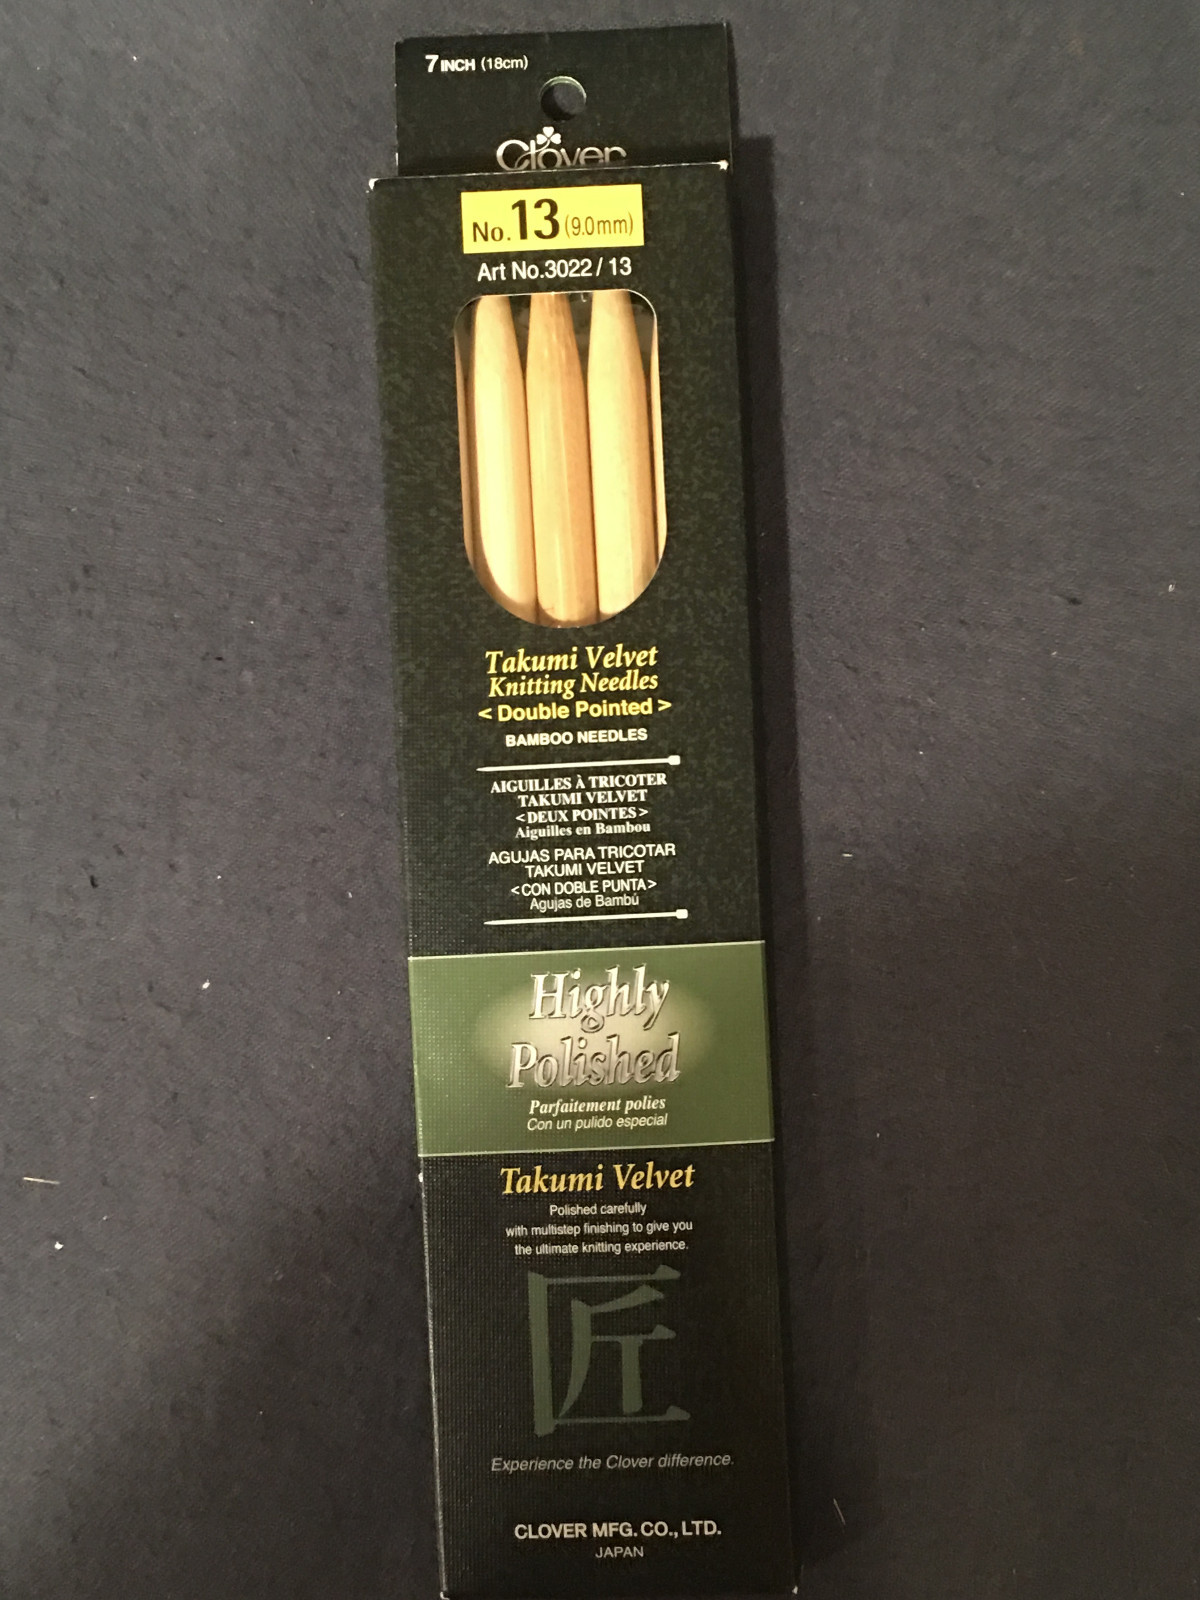 7 INCH (18cm)
Clover
No.13 (9.0mm)
Art No.3022 / 13
Takumi Velvet
Knitting Needles
< Double Pointed >
BAMBOO NEEDLES
AIGUILLES À TRICOTER
TAKUMI VELVET
<DEUX POINTES>
Aiguilles en Bambou
AGUJAS PARA TRICOTAR
TAKUMI VELVET
<CON DOBLE PUNTA>
Agujas de Bambú
Highly
Polished
Parfaitement polies
Con un pulido especial
Takumi Velvet
Polished carefully
with multistep finishing to give you
the ultimate knitting experience.
匠
Experience the Clover difference.
CLOVER MFG. CO., LTD.
JAPAN